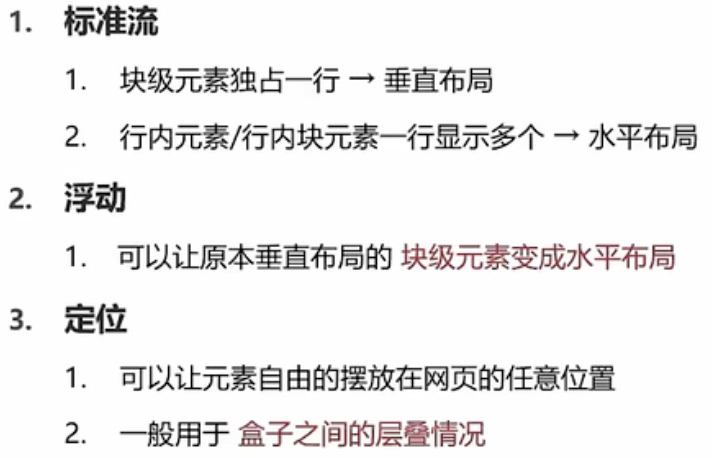 1. 标准流
1. 块级元素独占一行 → 垂直布局
2. 行内元素/行内块元素一行显示多个 → 水平布局
2. 浮动
1. 可以让原本垂直布局的 块级元素变成水平布局
3. 定位
1. 可以让元素自由的摆放在网页的任意位置
2. 一般用于 盒子之间的层叠情况